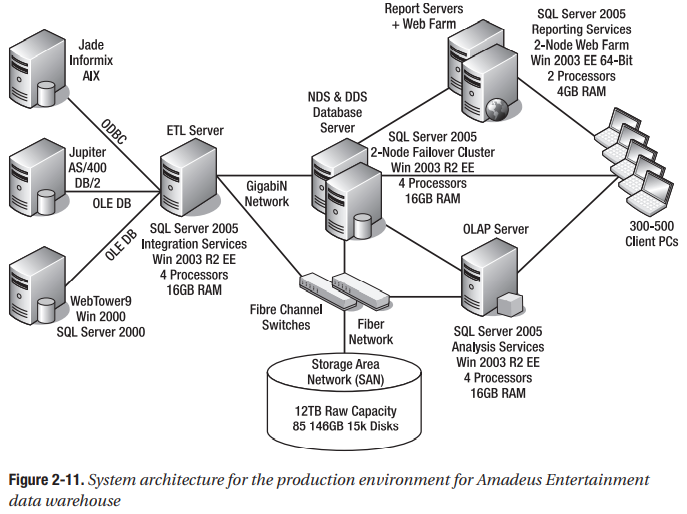 Jade
Informix
AIX
ODBC
Jupiter
AS/400
DB/2
OLE DB
OLE DB
WebTower9
Win 2000
SQL Server 2000
ETL Server
SQL Server 2005
Integration Services
Win 2003 R2 EE
4 Processors
16GB RAM
GigabiN
Network
NDS & DDS
Database
Server
SQL Server 2005
2-Node Failover Cluster
Win 2003 R2 EE
4 Processors
16GB RAM
Report Servers
+ Web Farm
SQL Server 2005
Reporting Services
2-Node Web Farm
Win 2003 EE 64-Bit
2 Processors
4GB RAM
300-500
Client PCs
OLAP Server
SQL Server 2005
Analysis Services
Win 2003 R2 EE
4 Processors
16GB RAM
Fibre Channel
Switches
Fiber
Network
Storage Area
Network (SAN)
12TB Raw Capacity
85 146GB 15k Disks
Figure 2-11. System architecture for the production environment for Amadeus Entertainment
data warehouse